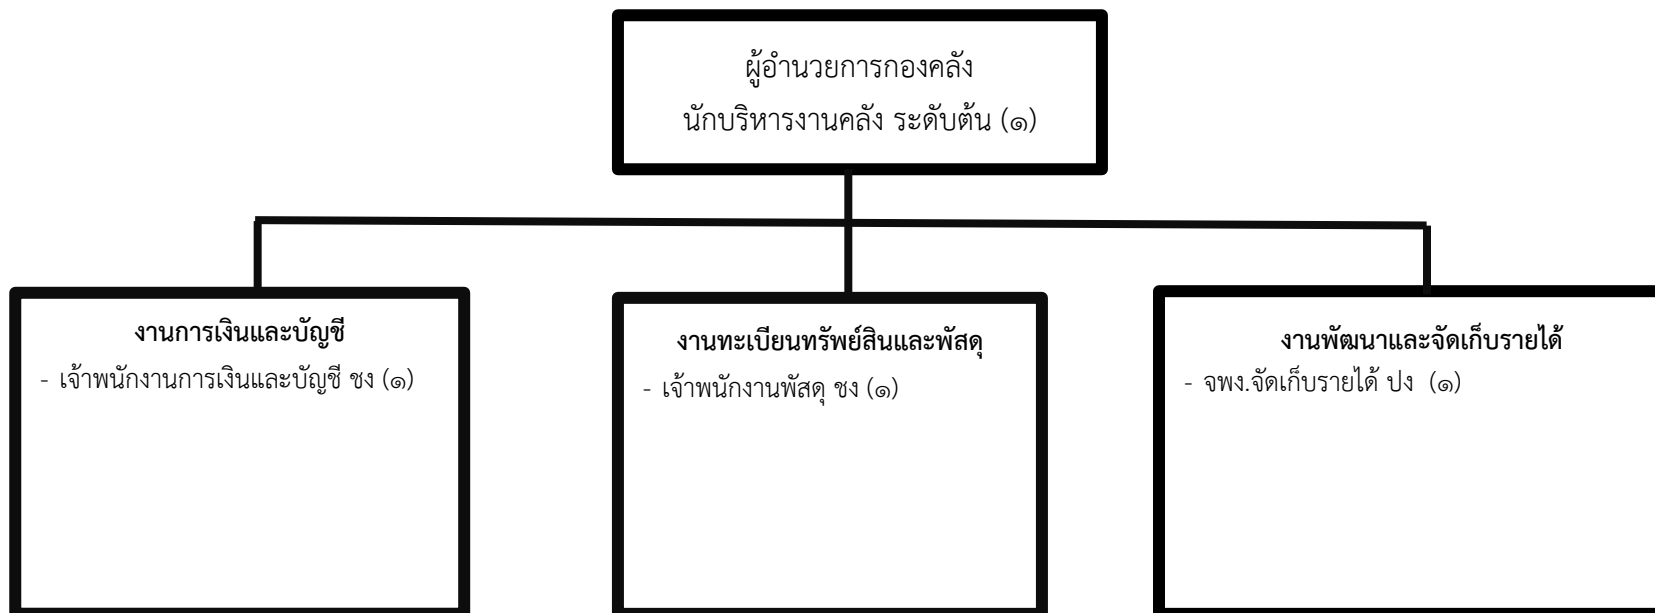 ผู้อำนวยการกองคลัง
นักบริหารงานคลัง ระดับต้น (๑)
งานการเงินและบัญชี
- เจ้าพนักงานการเงินและบัญชี ชง (๑)
งานทะเบียนทรัพย์สินและพัสดุ
- เจ้าพนักงานพัสดุ ชง (๑)
งานพัฒนาและจัดเก็บรายได้
- จพง.จัดเก็บรายได้ ปง (๑)